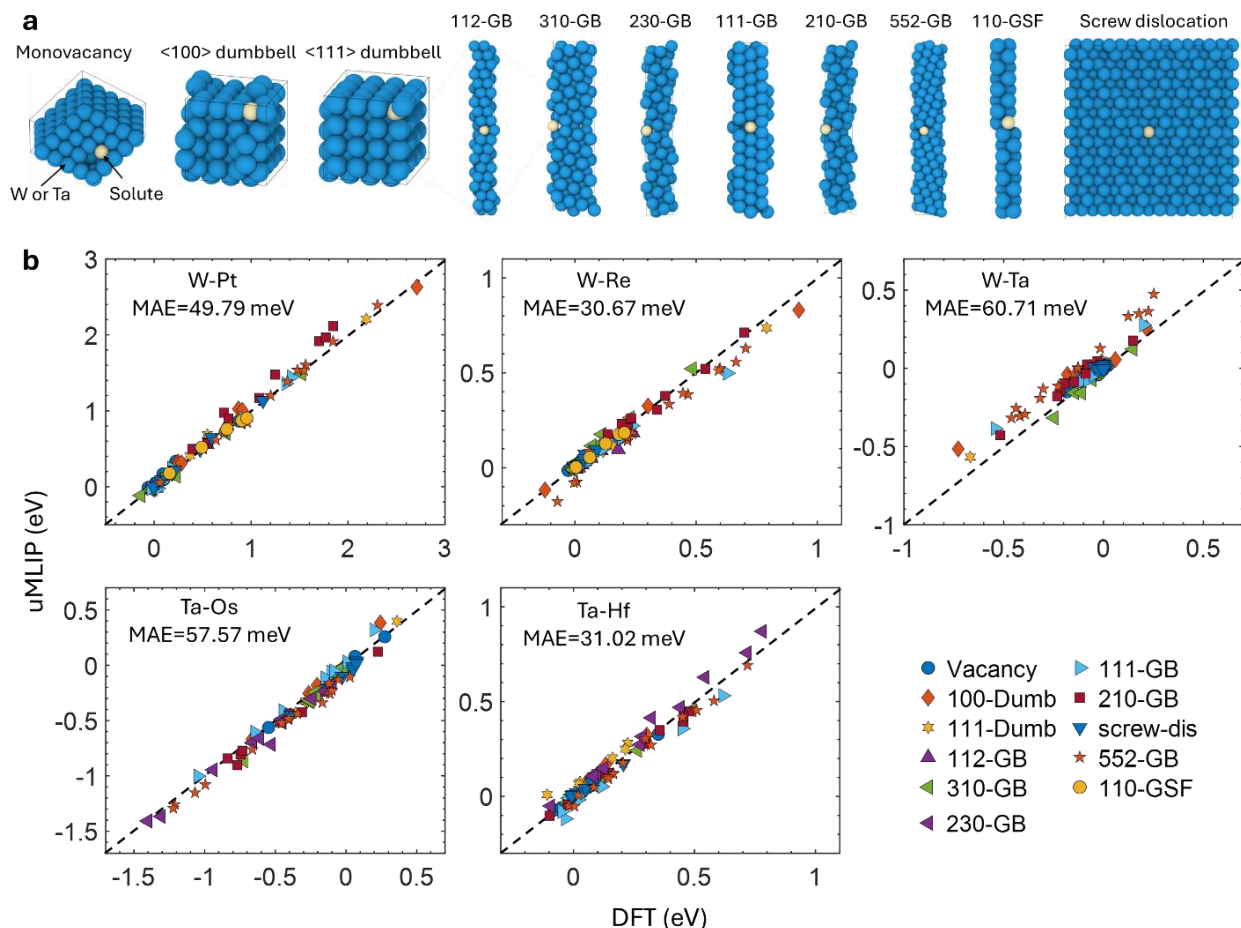 a
112-GB 310-GB 230-GB 111-GB 210-GB 552-GB 110-GSF Screw dislocation
Monovacancy <100> dumbbell <111> dumbbell
W or Ta Solute
b
W-Pt
MAE=49.79 meV
3
2
1
0
0 1 2 3
W-Re
MAE=30.67 meV
1
0.5
0
0 0.5 1
W-Ta
MAE=60.71 meV
0.5
0
-0.5
-1
-1 -0.5 0 0.5
uMLIP (eV)
Ta-Os
MAE=57.57 meV
0.5
0
-0.5
-1
-1.5
-1.5 -1 -0.5 0 0.5
Ta-Hf
MAE=31.02 meV
1
0.5
0
0 0.5 1
DFT (eV)
Vacancy
100-Dumb
111-Dumb
112-GB
310-GB
230-GB
111-GB
210-GB
screw-dis
552-GB
110-GSF